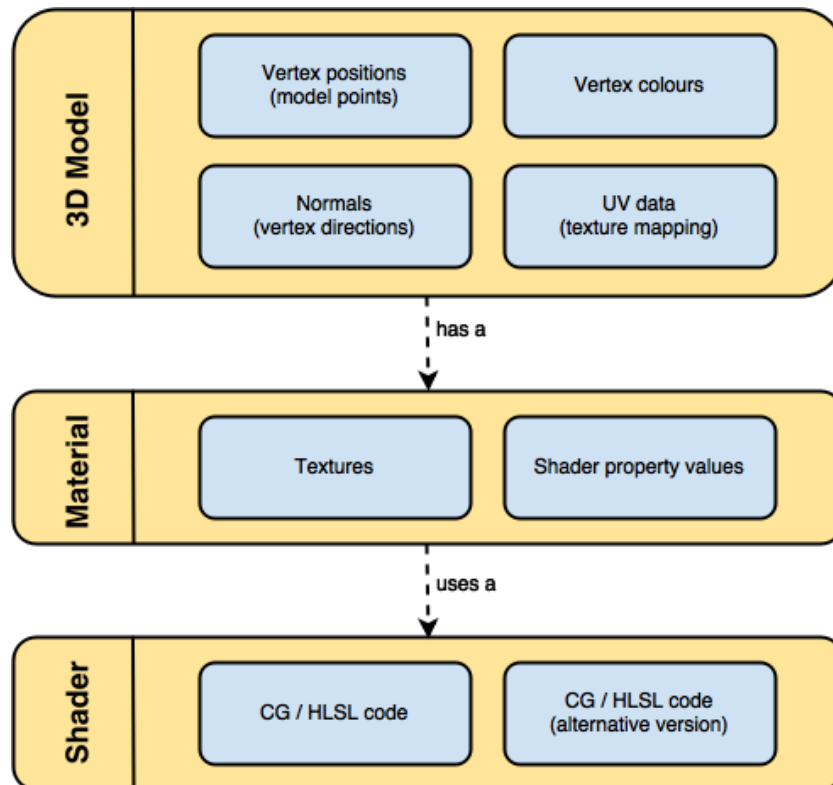 3D Model
Vertex positions
(model points)
Vertex colours
Normals
(vertex directions)
UV data
(texture mapping)
has a
Material
Textures
Shader property values
uses a
Shader
CG / HLSL code
CG / HLSL code
(alternative version)